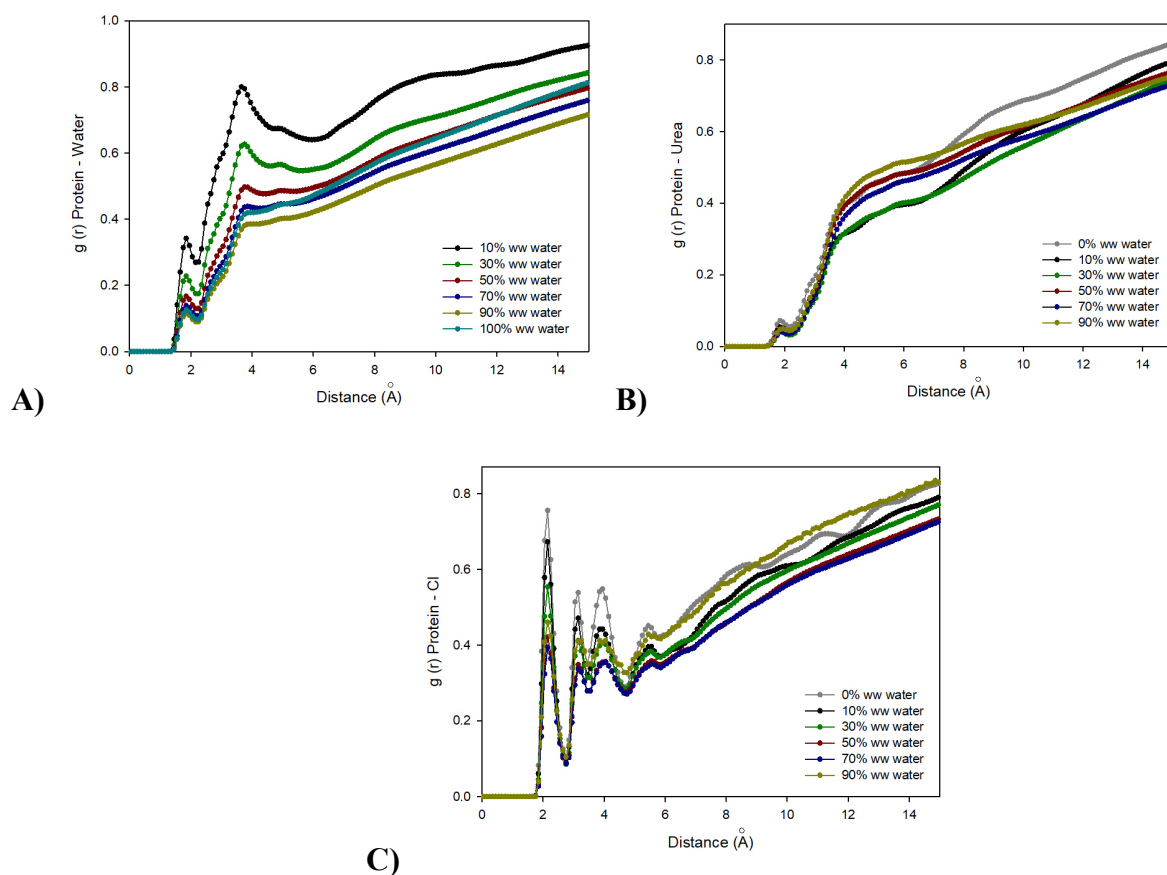 g (r) Protein - Water
1.0
0.8
0.6
0.4
0.2
0.0
0 2 4 6 8 10 12 14
Distance (Å)
10% ww water
30% ww water
50% ww water
70% ww water
90% ww water
100% ww water
A)
g (r) Protein - Urea
0.8
0.6
0.4
0.2
0.0
0 2 4 6 8 10 12 14
Distance (Å)
0% ww water
10% ww water
30% ww water
50% ww water
70% ww water
90% ww water
B)
g (r) Protein - Cl
0.8
0.6
0.4
0.2
0.0
0 2 4 6 8 10 12 14
Distance (Å)
0% ww water
10% ww water
30% ww water
50% ww water
70% ww water
90% ww water
C)